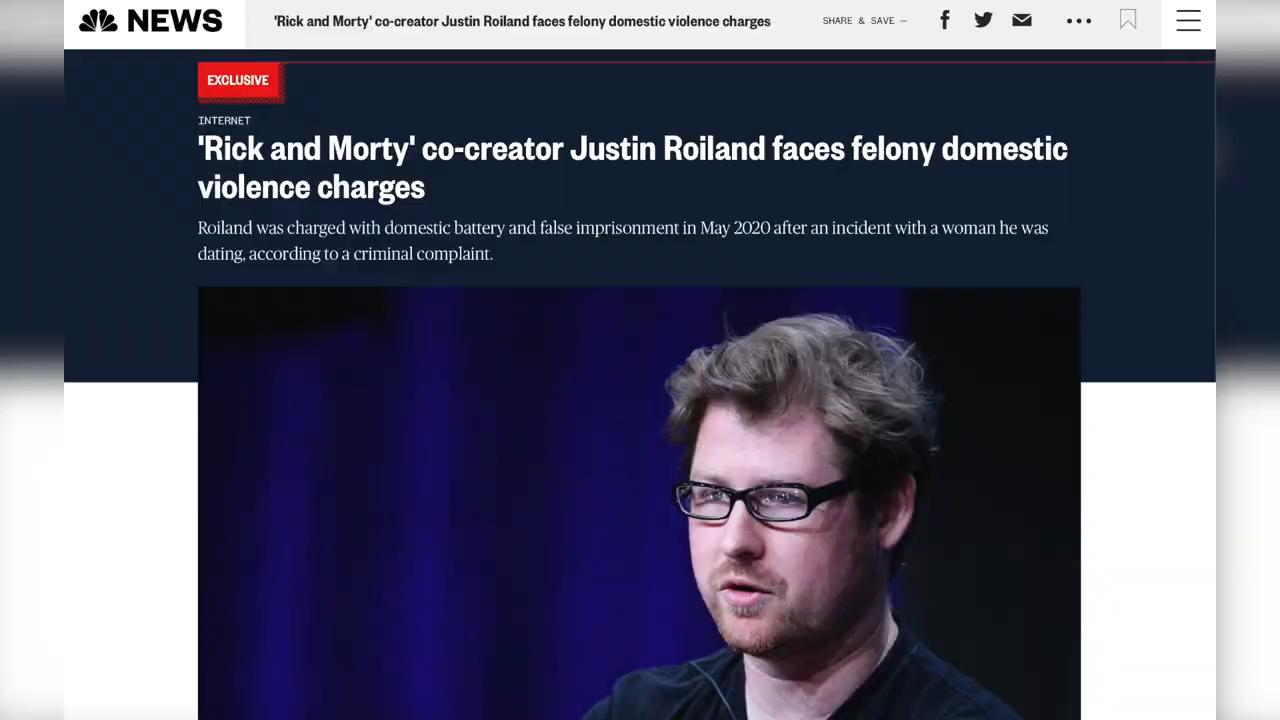 NEWS
'Rick and Morty' co-creator Justin Roiland faces felony domestic violence charges
SHARE & SAVE —
EXCLUSIVE
INTERNET
'Rick and Morty' co-creator Justin Roiland faces felony domestic
violence charges
Roiland was charged with domestic battery and false imprisonment in May 2020 after an incident with a woman he was
dating, according to a criminal complaint.